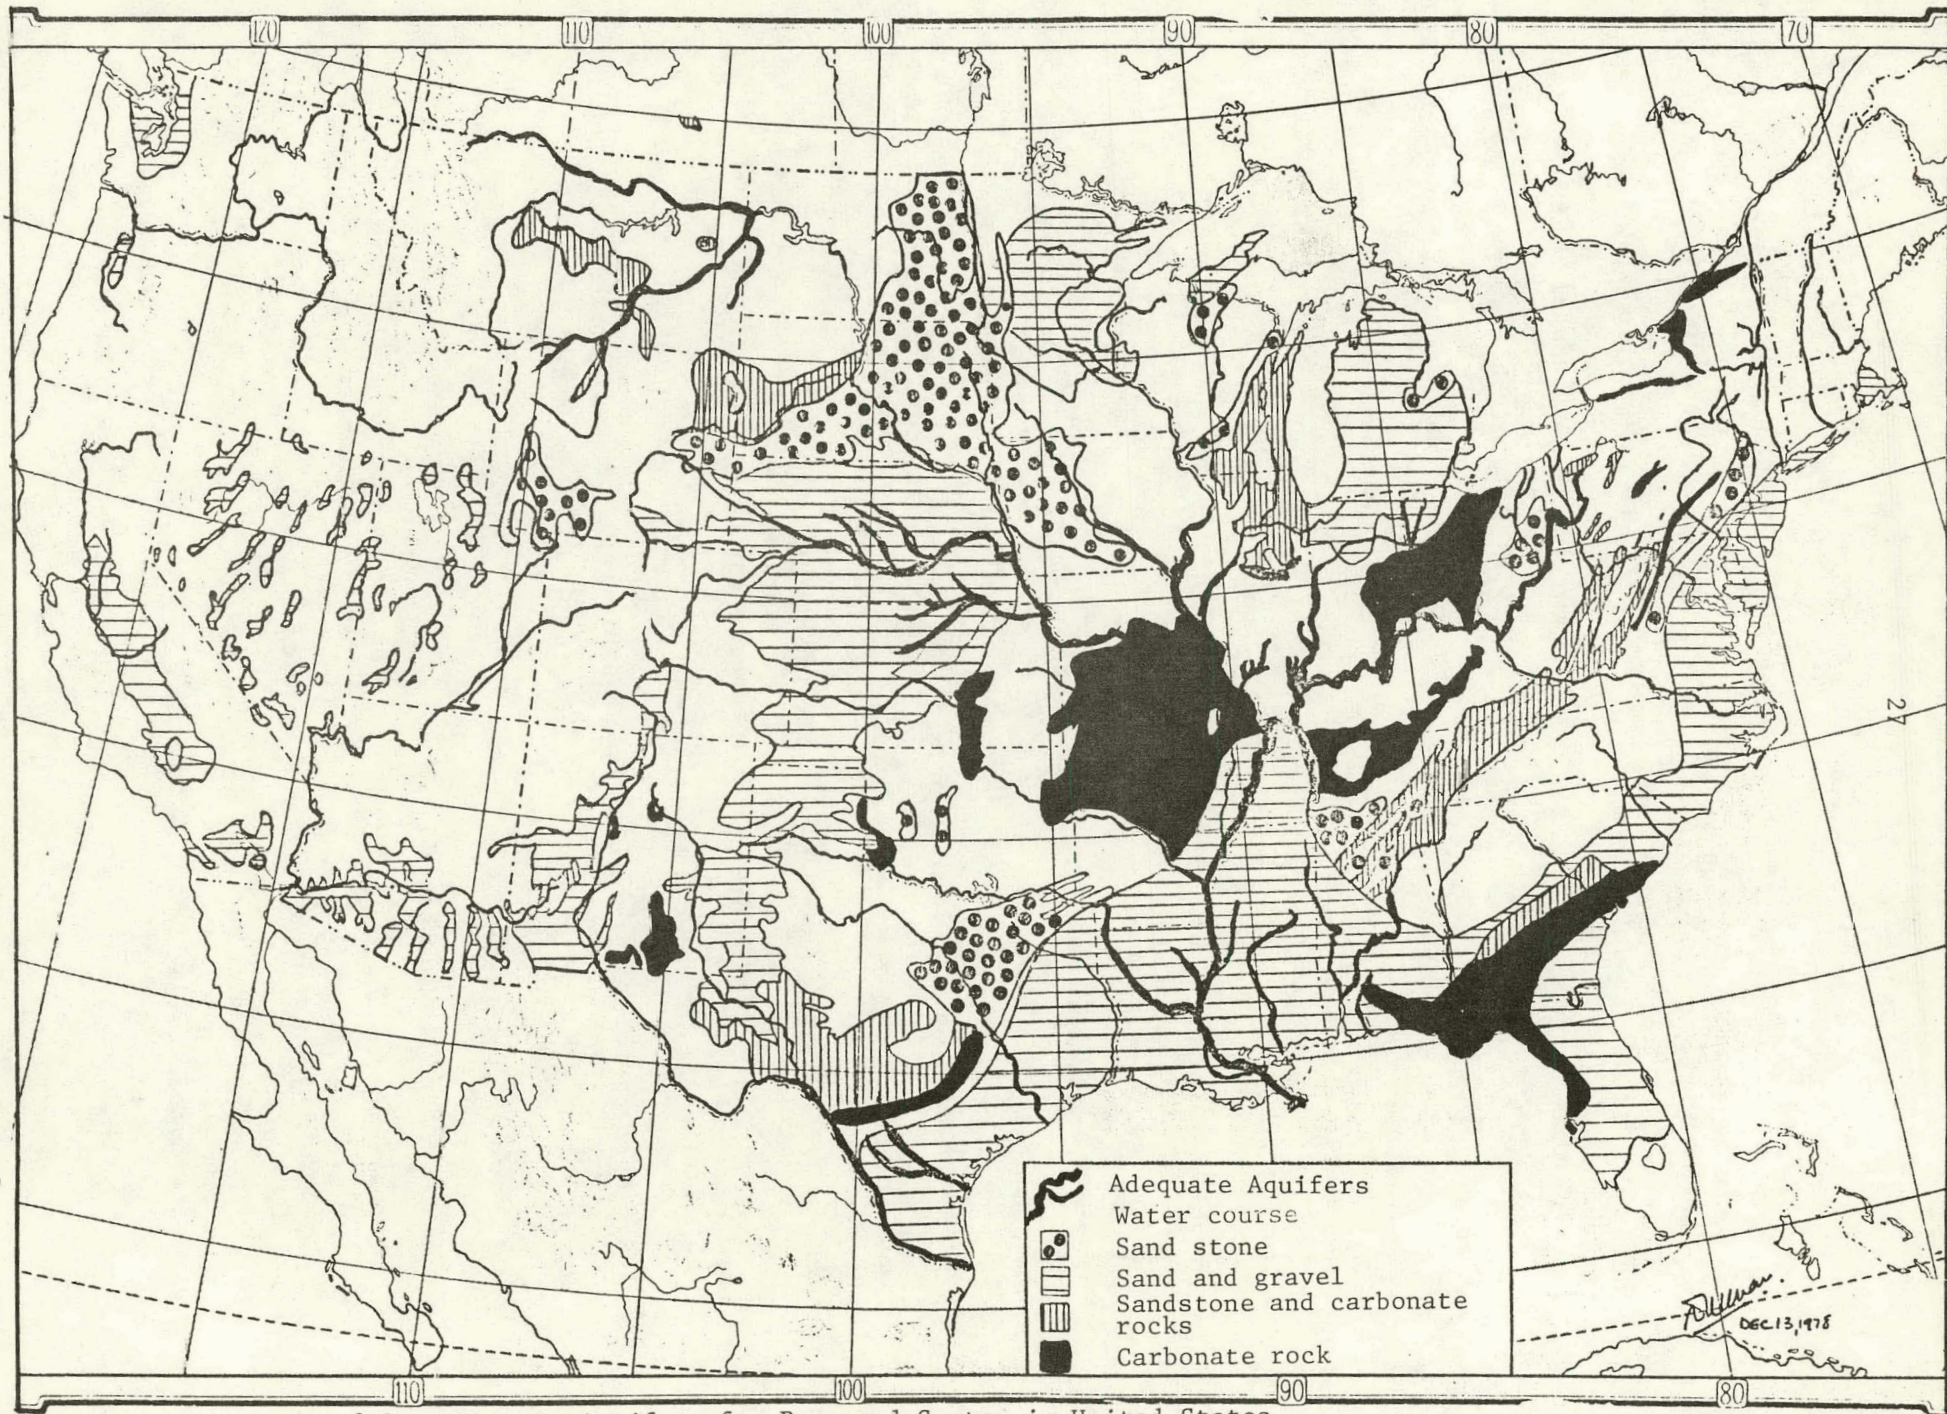 120 110 100 90 80 70
27
Adequate Aquifers
Water course
Sand stone
Sand and gravel
Sandstone and carbonate
rocks
Carbonate rock
DEC 13, 1978
110 100 90 80